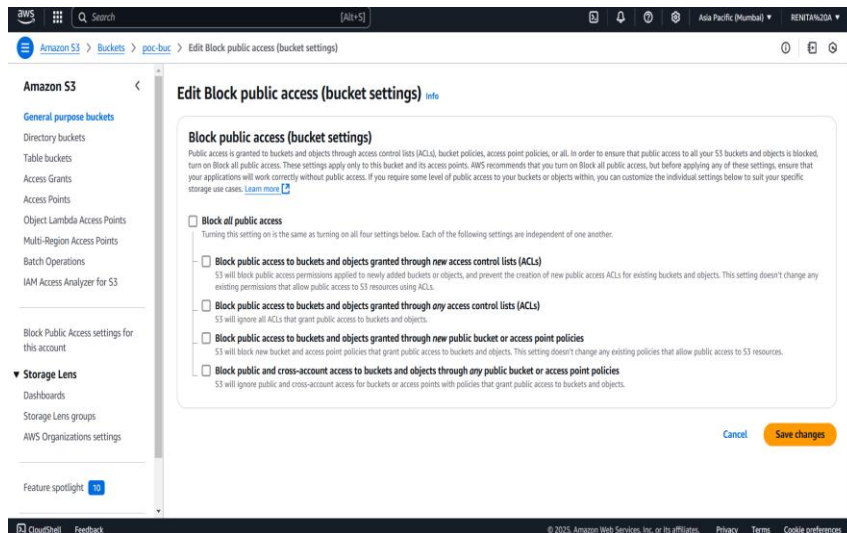 aws
Search
[Alt+S]
Asia Pacific (Mumbai)
RENITA%20A
Amazon S3 > Buckets > poc-buc > Edit Block public access (bucket settings)
Amazon S3
General purpose buckets
Directory buckets
Table buckets
Access Grants
Access Points
Object Lambda Access Points
Multi-Region Access Points
Batch Operations
IAM Access Analyzer for S3
Block Public Access settings for
this account
Storage Lens
Dashboards
Storage Lens groups
AWS Organizations settings
Feature spotlight 10
Edit Block public access (bucket settings) Info
Block public access (bucket settings)
Public access is granted to buckets and objects through access control lists (ACLs), bucket policies, access point policies, or all. In order to ensure that public access to all your S3 buckets and objects is blocked,
turn on Block all public access. These settings apply only to this bucket and its access points. AWS recommends that you turn on Block all public access, but before applying any of these settings, ensure that
your applications will work correctly without public access. If you require some level of public access to your buckets or objects within, you can customize the individual settings below to suit your specific
storage use cases. Learn more
Block all public access
Turning this setting on is the same as turning on all four settings below. Each of the following settings are independent of one another.
Block public access to buckets and objects granted through new access control lists (ACLs)
S3 will block public access permissions applied to newly added buckets or objects, and prevent the creation of new public access ACLs for existing buckets and objects. This setting doesn't change any
existing permissions that allow public access to S3 resources using ACLs.
Block public access to buckets and objects granted through any access control lists (ACLs)
S3 will ignore all ACLs that grant public access to buckets and objects.
Block public access to buckets and objects granted through new public bucket or access point policies
S3 will block new bucket and access point policies that grant public access to buckets and objects. This setting doesn't change any existing policies that allow public access to S3 resources.
Block public and cross-account access to buckets and objects through any public bucket or access point policies
S3 will ignore public and cross-account access for buckets or access points with policies that grant public access to buckets and objects.
Cancel
Save changes
CloudShell
Feedback
© 2025, Amazon Web Services, Inc. or its affiliates.
Privacy
Terms
Cookie preferences